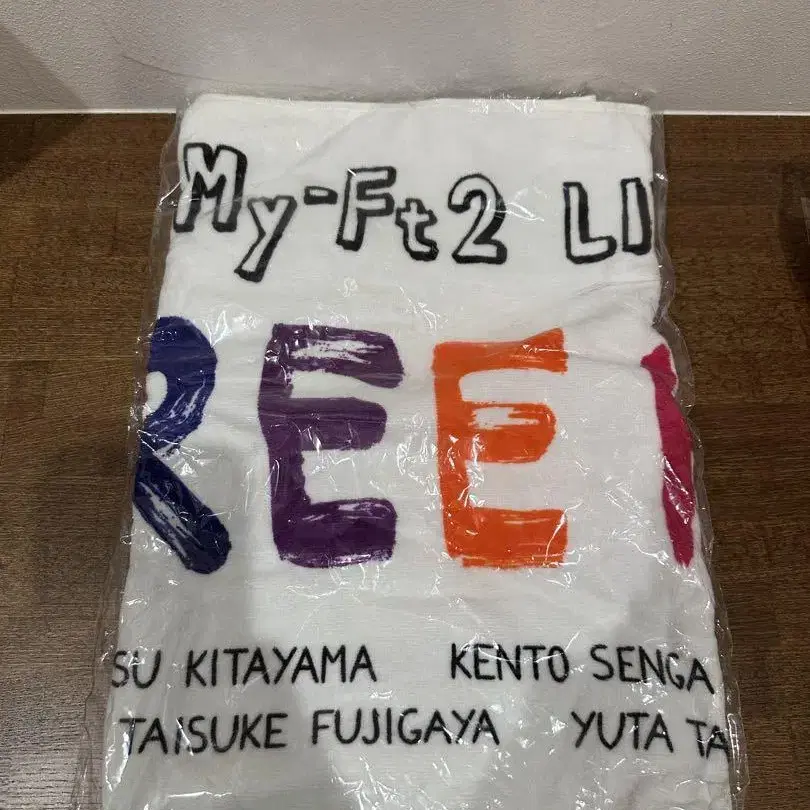 My-Ft2 LI
REE
SU KITAYAMA KENTO SENGA
TAISUKE FUJIGAYA YUTA TA